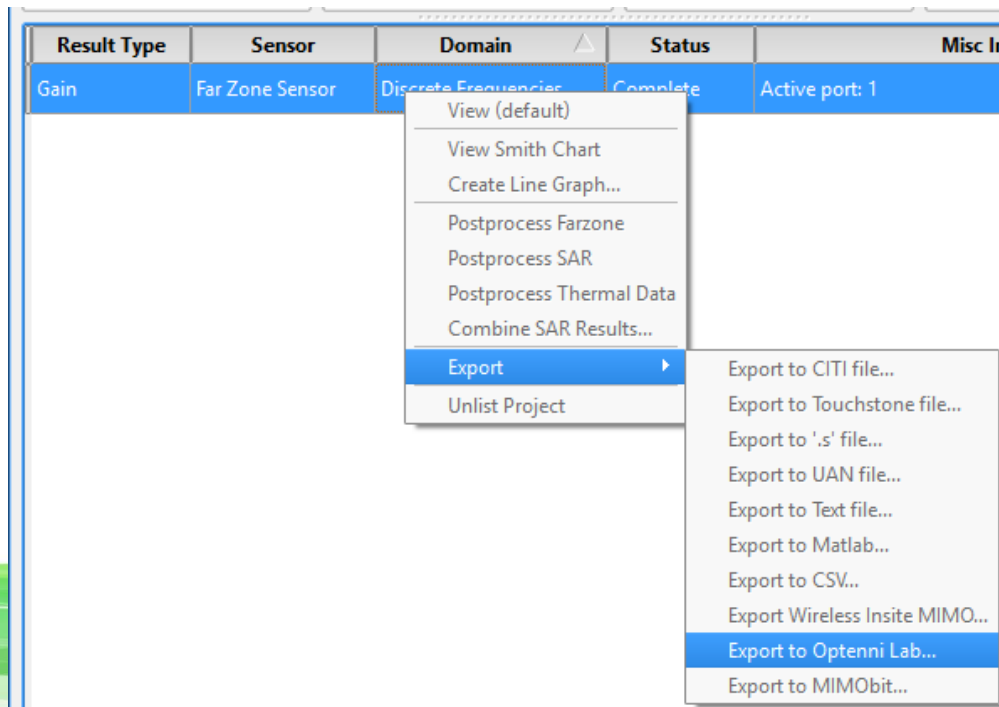 Result Type Sensor Domain Status Misc
Gain Far Zone Sensor Discrete Frequencies Complete Active port: 1
View (default)
View Smith Chart
Create Line Graph...
Postprocess Farzone
Postprocess SAR
Postprocess Thermal Data
Combine SAR Results...
Export
Unlist Project
Export to CITI file...
Export to Touchstone file...
Export to '.s' file...
Export to UAN file...
Export to Text file...
Export to Matlab...
Export to CSV...
Export Wireless Insite MIMO...
Export to Optenni Lab...
Export to MIMObit...